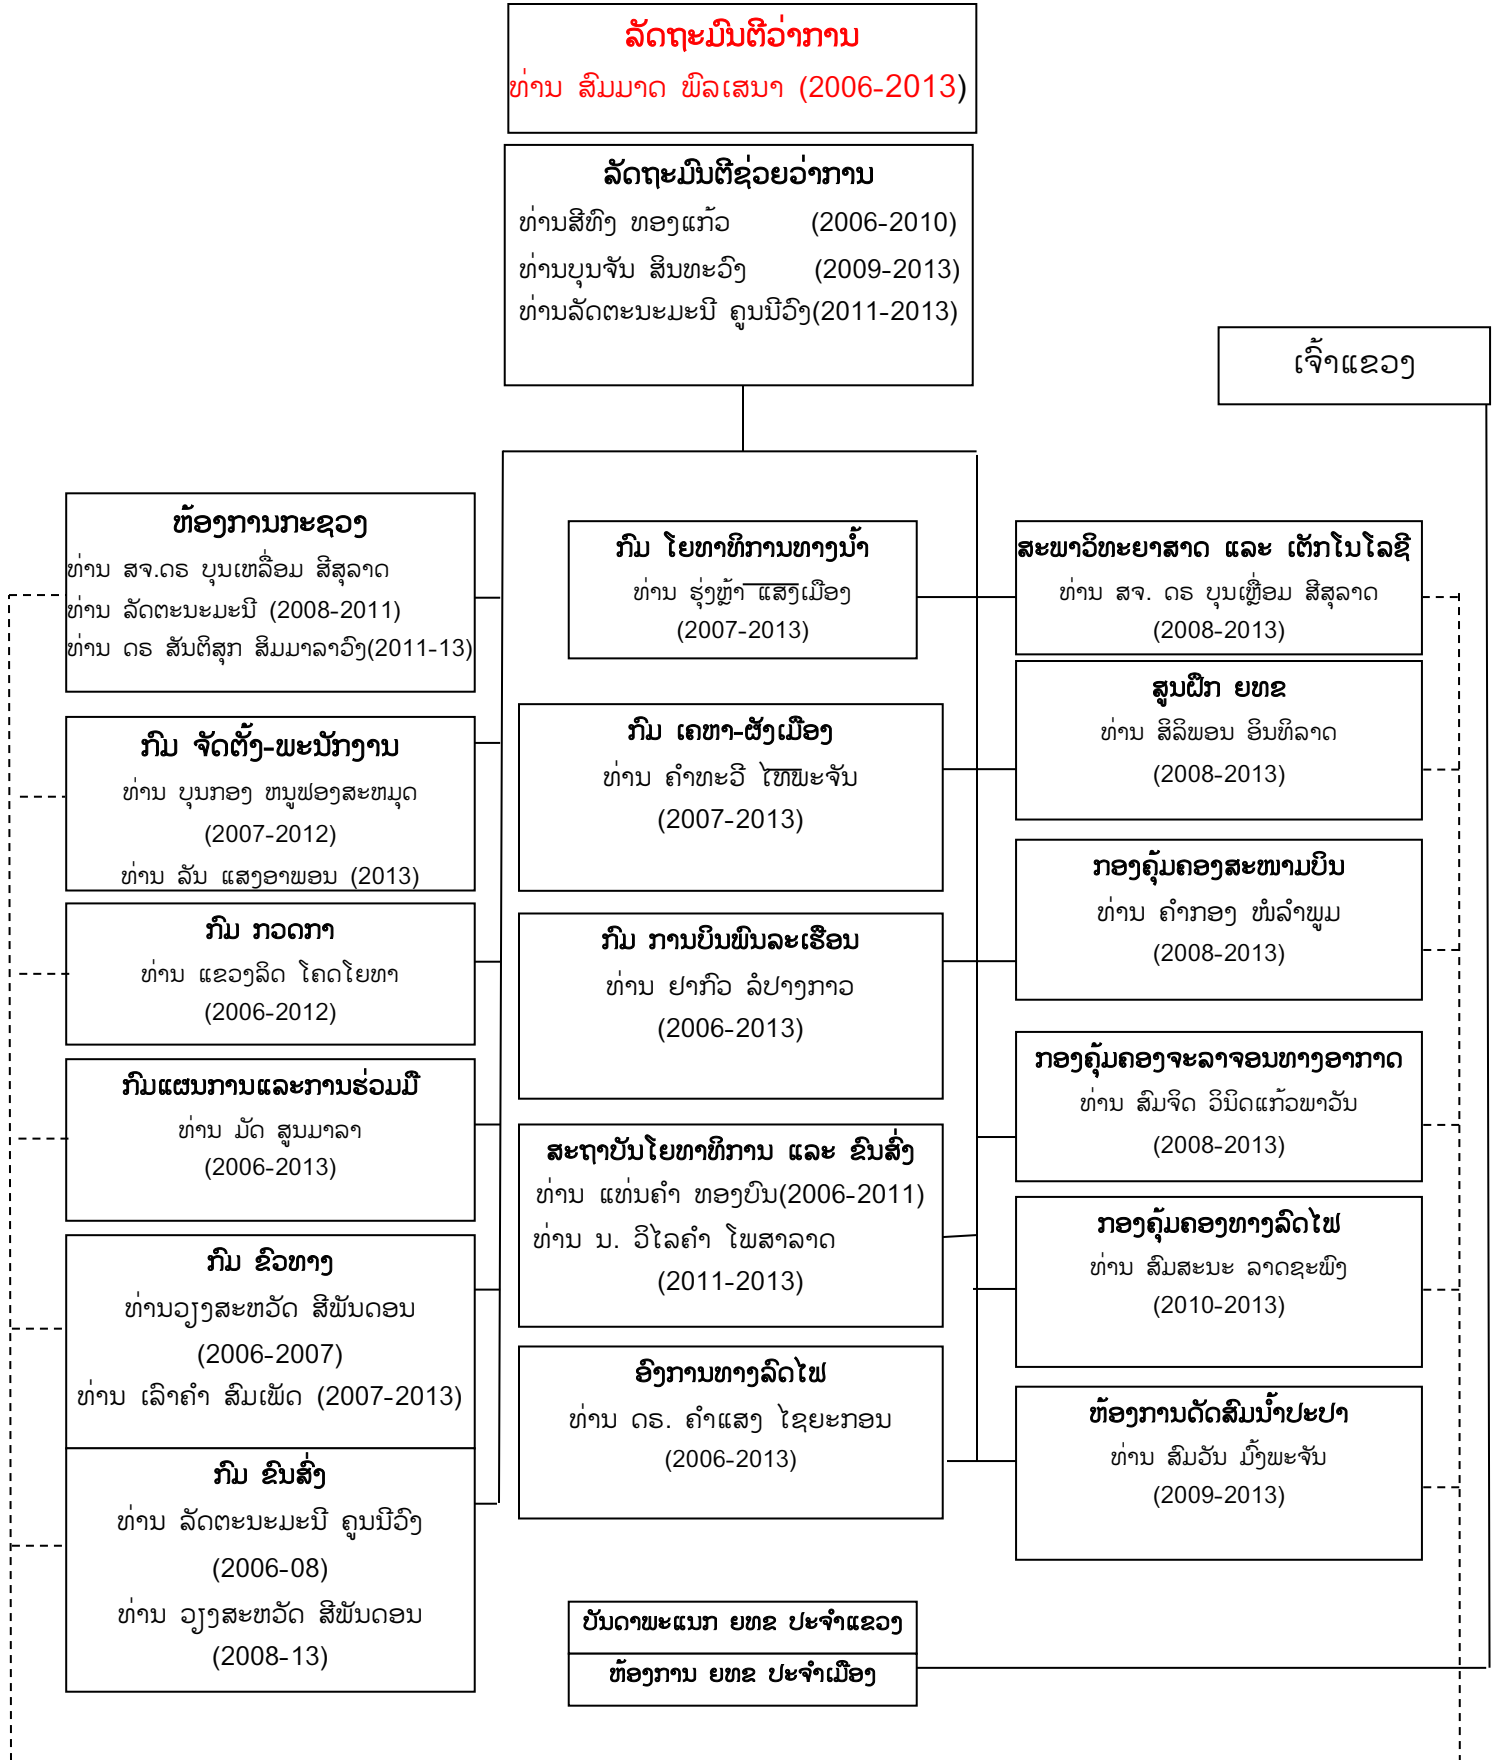 ລັດຖະມົນຕີວ່າການ
ທ່ານ ສົມມາດ ພົລເສນາ (2006-2013)
ລັດຖະມົນຕີຊ່ວຍວ່າການ
ທ່ານສີທົງ ທອງແກ້ວ (2006-2010)
ທ່ານບຸນຈັນ ສິນທະວົງ (2009-2013)
ທ່ານລັດຕະນະມະນີ ຄູນນີວົງ(2011-2013)
ເຈົ້າແຂວງ
ຫ້ອງການກະຊວງ
ທ່ານ ສຈ.ດຣ ບຸນເຫລື່ອມ ສີສຸລາດ
ທ່ານ ລັດຕະນະມະນີ (2008-2011)
ທ່ານ ດຣ ສັນຕິສຸກ ສິມມາລາວົງ(2011-13)
ກົມ ຈັດຕັ້ງ-ພະນັກງານ
ທ່ານ ບຸນກອງ ຫນູຟອງສະຫມຸດ
(2007-2012)
ທ່ານ ລັນ ແສງອາພອນ (2013)
ກົມ ກວດກາ
ທ່ານ ແຂວງລິດ ໂຄດໂຍທາ
(2006-2012)
ກົມແຜນການແລະການຮ່ວມມື
ທ່ານ ມັດ ສູນມາລາ
(2006-2013)
ກົມ ຂົວທາງ
ທ່ານວຽງສະຫວັດ ສີພັນດອນ
(2006-2007)
ທ່ານ ເລົາຄຳ ສົມເພັດ (2007-2013)
ກົມ ຂົນສົ່ງ
ທ່ານ ລັດຕະນະມະນີ ຄູນນີວົງ
(2006-08)
ທ່ານ ວຽງສະຫວັດ ສີພັນດອນ
(2008-13)
ກົມ ໂຍທາທິການທາງນ້ຳ
ທ່ານ ຮຸ່ງຫຼ້າ ແສງເມືອງ
(2007-2013)
ກົມ ເຄຫາ-ຜັງເມືອງ
ທ່ານ ຄຳທະວີ ໄທພະຈັນ
(2007-2013)
ກົມ ການບິນພົນລະເຮືອນ
ທ່ານ ຢາກົວ ລໍປາງກາວ
(2006-2013)
ສະຖາບັນໂຍທາທິການ ແລະ ຂົນສົ່ງ
ທ່ານ ແທ່ນຄຳ ທອງບົນ(2006-2011)
ທ່ານ ນ. ວິໄລຄຳ ໂພສາລາດ
(2011-2013)
ອົງການທາງລົດໄຟ
ທ່ານ ດຣ. ຄຳແສງ ໄຊຍະກອນ
(2006-2013)
ບັນດາພະແນກ ຍທຂ ປະຈຳແຂວງ
ຫ້ອງການ ຍທຂ ປະຈຳເມືອງ
ສະພາວິທະຍາສາດ ແລະ ເຕັກໂນໂລຊີ
ທ່ານ ສຈ. ດຣ ບຸນເຫຼື່ອມ ສີສຸລາດ
(2008-2013)
ສູນຝຶກ ຍທຂ
ທ່ານ ສີລິພອນ ອິນທິລາດ
(2008-2013)
ກອງຄຸ້ມຄອງສະໜາມບິນ
ທ່ານ ຄຳກອງ ໜໍລຳພູມ
(2008-2013)
ກອງຄຸ້ມຄອງຈະລາຈອນທາງອາກາດ
ທ່ານ ສົມຈິດ ວິນິດແກ້ວພາວັນ
(2008-2013)
ກອງຄຸ້ມຄອງທາງລົດໄຟ
ທ່ານ ສົມສະນະ ລາດຊະພົງ
(2010-2013)
ຫ້ອງການດັດສົມນ້ຳປະປາ
ທ່ານ ສົມວັນ ມົ້ງພະຈັນ
(2009-2013)